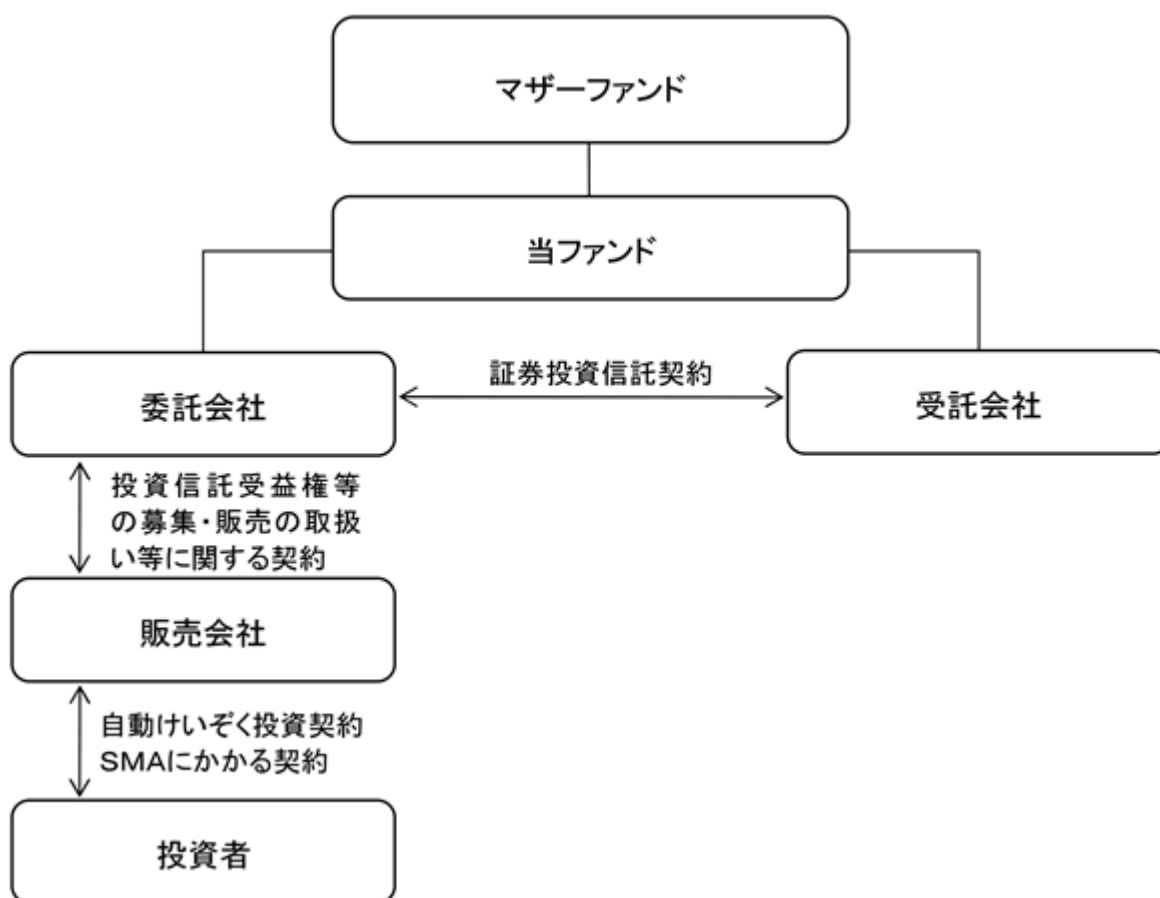 マザーファンド
当ファンド
証券投資信託契約
委託会社
受託会社
投資信託受益権等
の募集・販売の取扱
い等に関する契約
販売会社
自動けいぞく投資契約
SMAにかかる契約
投資者